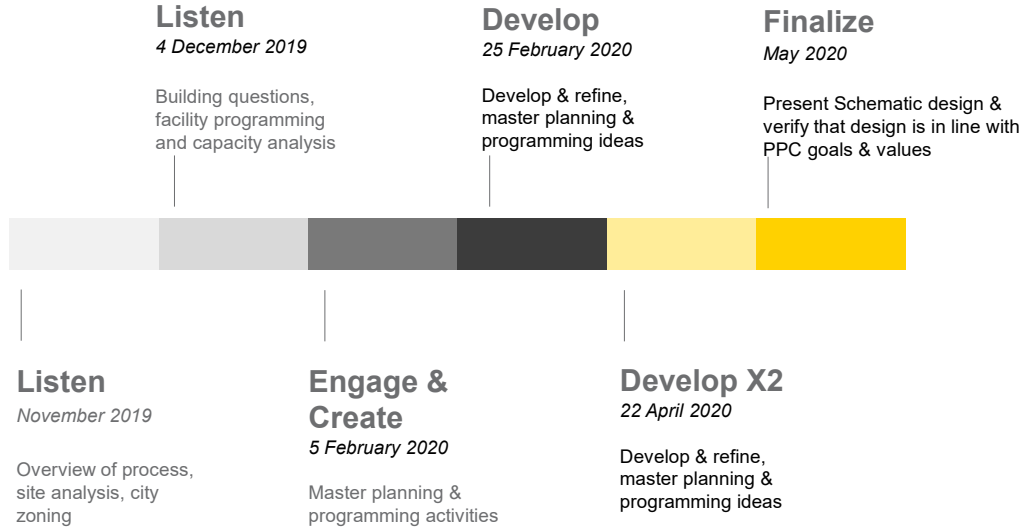 Listen
4 December 2019
Building questions,
facility programming
and capacity analysis
Develop
25 February 2020
Develop & refine,
master planning &
programming ideas
Finalize
May 2020
Present Schematic design &
verify that design is in line with
PPC goals & values
Listen
November 2019
Overview of process,
site analysis, city
zoning
Engage &
Create
5 February 2020
Master planning &
programming activities
Develop X2
22 April 2020
Develop & refine,
master planning &
programming ideas